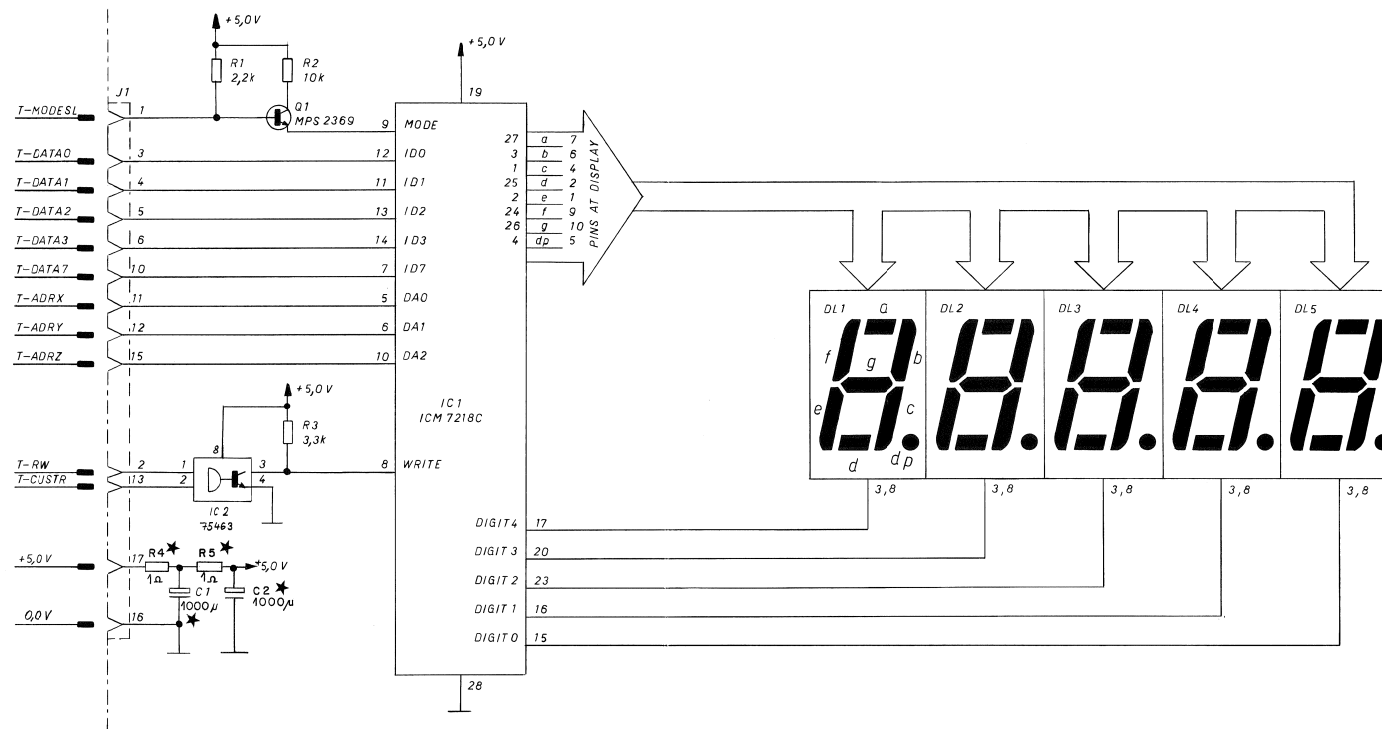 +5,0V
+5,0V
J1
R1
2,2k
R2
10k
19
T-MODESL
1
Q1
MPS 2369
9
MODE
T-DATA0
3
12
ID0
T-DATA1
4
11
ID1
T-DATA2
5
13
ID2
T-DATA3
6
14
ID3
T-DATA7
10
7
ID7
T-ADRX
11
5
DA0
T-ADRY
12
6
DA1
T-ADRZ
15
10
DA2
27 a 7
3 b 6
1 c 4
25 d 2
2 e 1
24 f 9
26 g 10
4 dp 5
PINS AT DISPLAY
DL1
a
f
g
b
e
c
d
dp
DL2
DL3
DL4
DL5
+5,0V
IC1
ICM 7218C
R3
3,3k
8
T-RW
2
1
3
8
WRITE
T-CUSTR
13
2
4
IC2
75463
3,8
3,8
3,8
3,8
3,8
DIGIT4
17
DIGIT 3
20
DIGIT 2
23
DIGIT 1
16
DIGIT 0
15
+5,0V
17
R4★
1Ω
R5★
1Ω
+5,0V
C1
1000µ
★
C2★
1000µ
0,0V
16
28